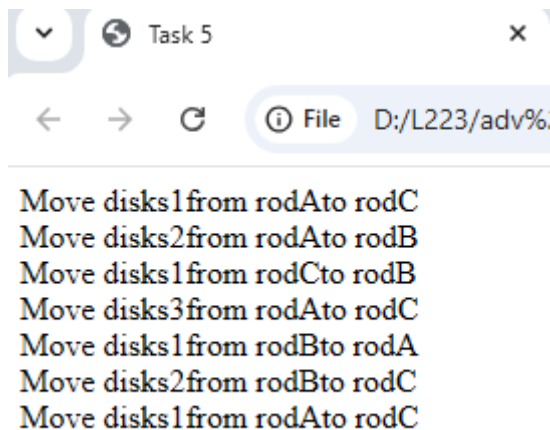 Task 5
File D:/L223/adv%
Move disks1from rodAto rodC
Move disks2from rodAto rodB
Move disks1from rodCto rodB
Move disks3from rodAto rodC
Move disks1from rodBto rodA
Move disks2from rodBto rodC
Move disks1from rodAto rodC